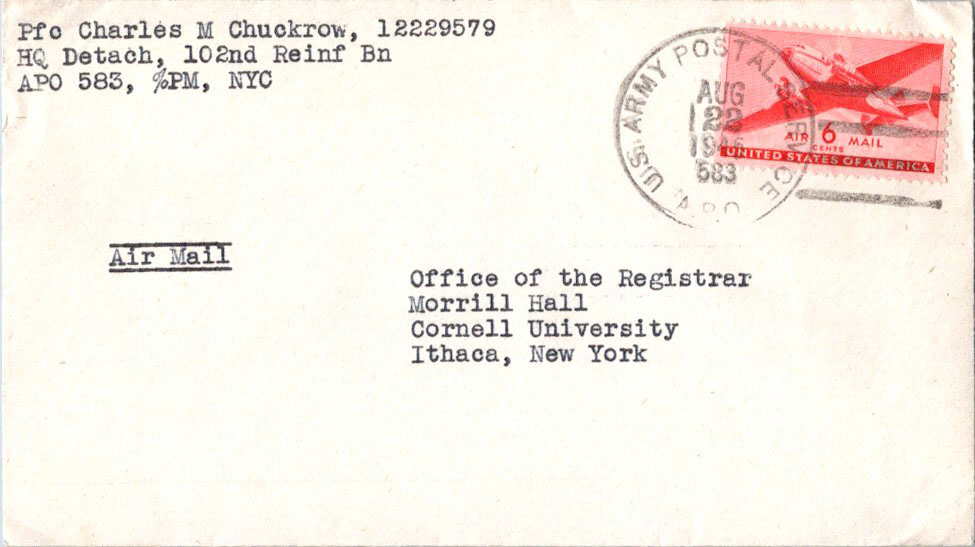 Pfc Charles M Chuckrow, 12229579
HQ Detach, 102nd Reinf Bn
APO 583, %PM, NYC
U.S. ARMY POSTAL SERVICE
AUG
22
583
A.P.O.
AIR 6 MAIL
CENTS
UNITED STATES OF AMERICA
Air Mail
Office of the Registrar
Morrill Hall
Cornell University
Ithaca, New York